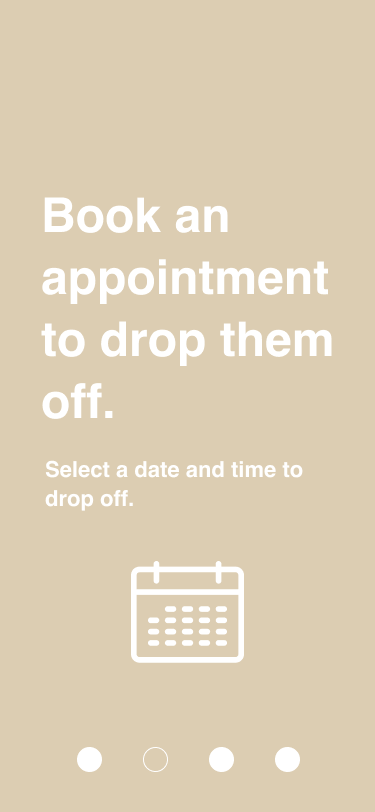 Book an
appointment
to drop them
off.
Select a date and time to
drop off.